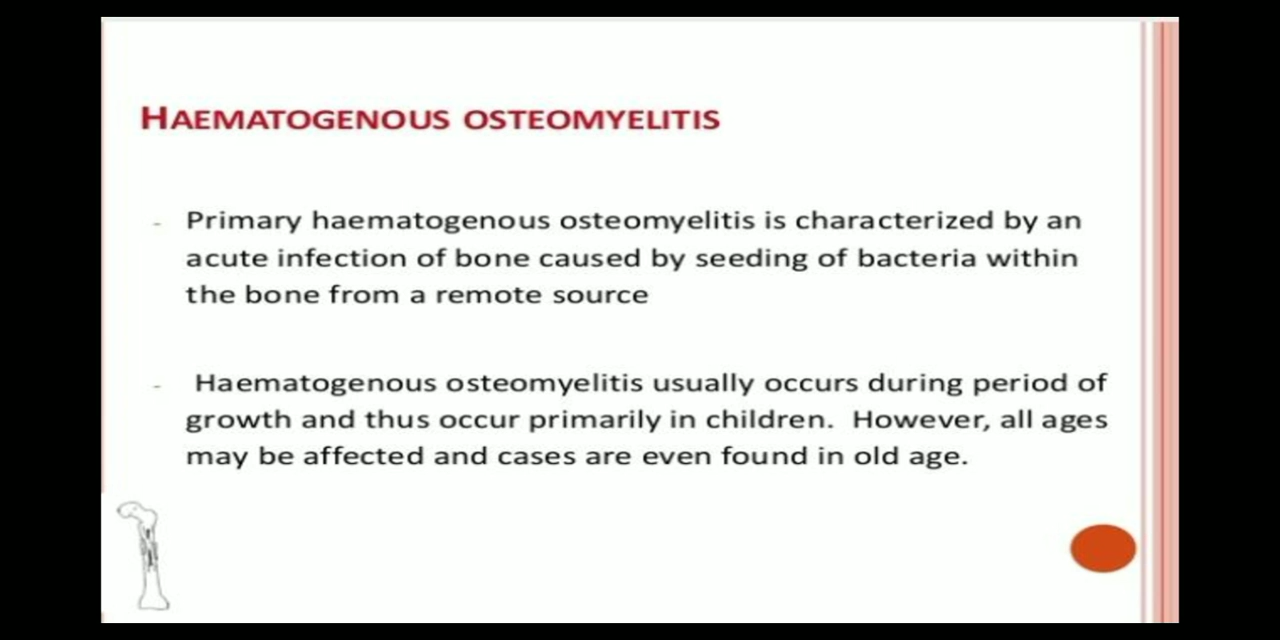 HAEMATOGENOUS OSTEOMYELITIS
- Primary haematogenous osteomyelitis is characterized by an
acute infection of bone caused by seeding of bacteria within
the bone from a remote source
- Haematogenous osteomyelitis usually occurs during period of
growth and thus occur primarily in children. However, all ages
may be affected and cases are even found in old age.